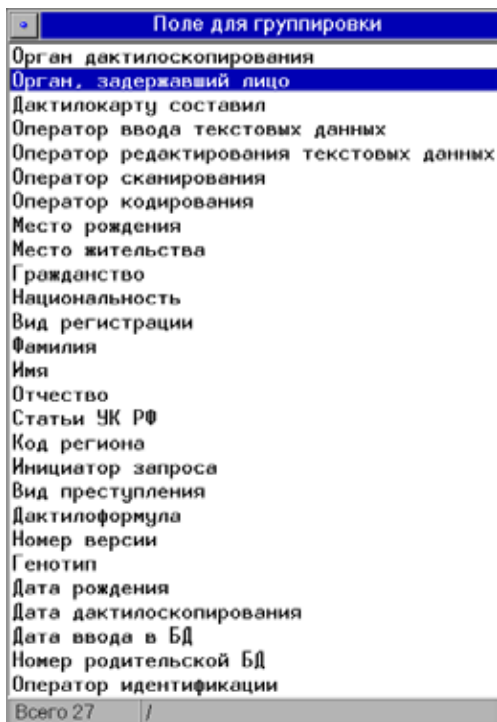 Поле для группировки
Орган дактилоскопирования
Орган, задержавший лицо
Дактилокарту составил
Оператор ввода текстовых данных
Оператор редактирования текстовых данных
Оператор сканирования
Оператор кодирования
Место рождения
Место жительства
Гражданство
Национальность
Вид регистрации
Фамилия
Имя
Отчество
Статьи УК РФ
Код региона
Инициатор запроса
Вид преступления
Дактилоформула
Номер версии
Генотип
Дата рождения
Дата дактилоскопирования
Дата ввода в БД
Номер родительской БД
Оператор идентификации
Всего 27 /